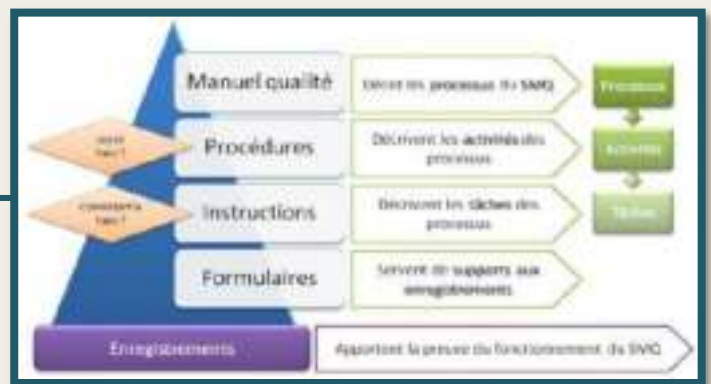 Manuel qualité
Décrit les processus du SMQ
Processus
Procédures
Décrivent les activités des
processus
Activités
Instructions
Décrivent les tâches des
processus
Tâches
Formulaires
Servent de supports aux
enregistrements
Enregistrements
Apportent la preuve du fonctionnement du SMQ